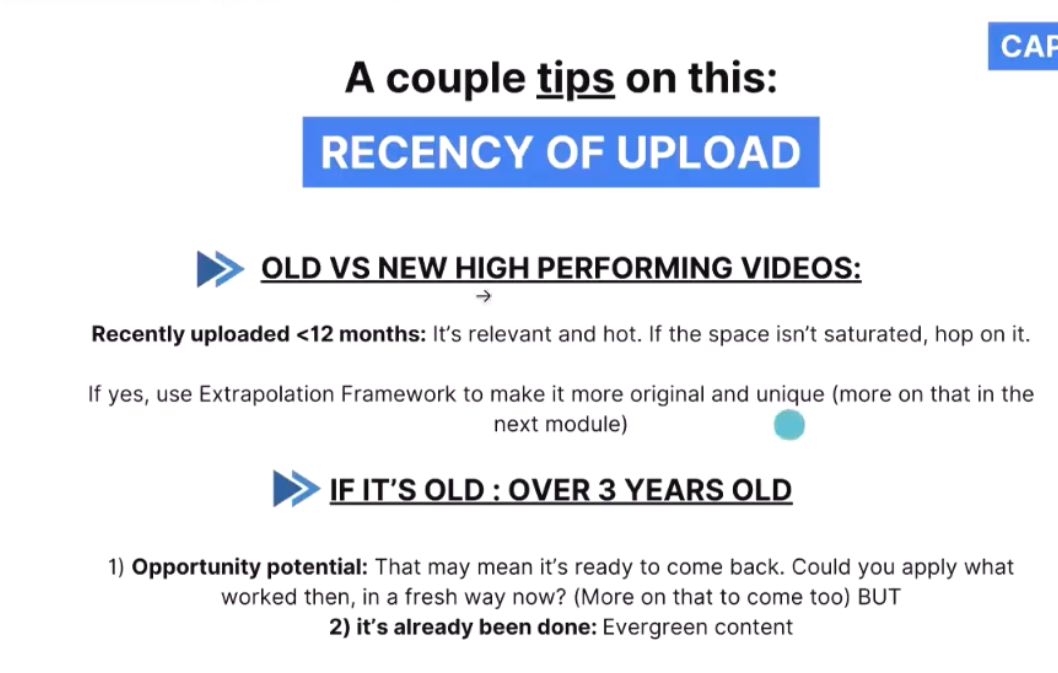 CAP
A couple tips on this:
RECENCY OF UPLOAD
OLD VS NEW HIGH PERFORMING VIDEOS:
Recently uploaded <12 months: It's relevant and hot. If the space isn't saturated, hop on it.
If yes, use Extrapolation Framework to make it more original and unique (more on that in the
next module)
IF IT'S OLD : OVER 3 YEARS OLD
1) Opportunity potential: That may mean it's ready to come back. Could you apply what
worked then, in a fresh way now? (More on that to come too) BUT
2) it's already been done: Evergreen content